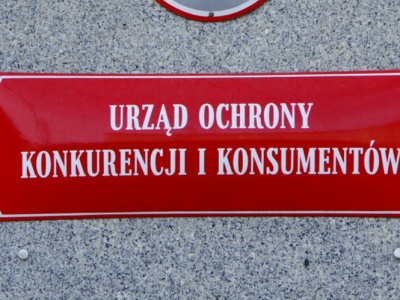 URZĄD OCHRONY
KONKURENCJI I KONSUMENTÓW